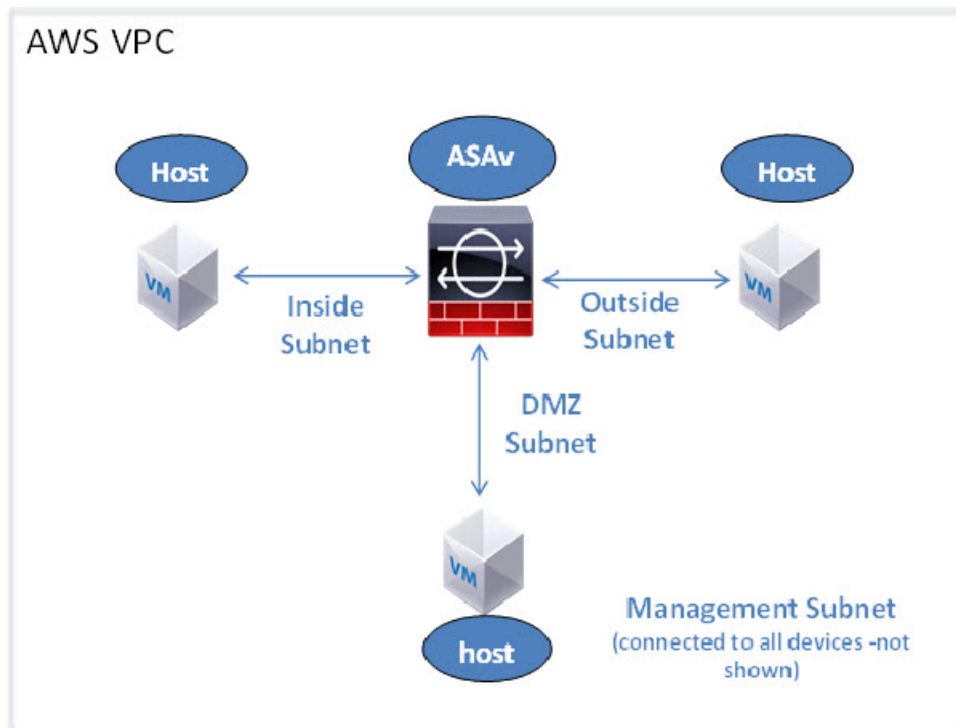 AWS VPC
Host
ASAv
Host
VM
VM
Inside
Subnet
Outside
Subnet
DMZ
Subnet
VM
host
Management Subnet
(connected to all devices -not
shown)